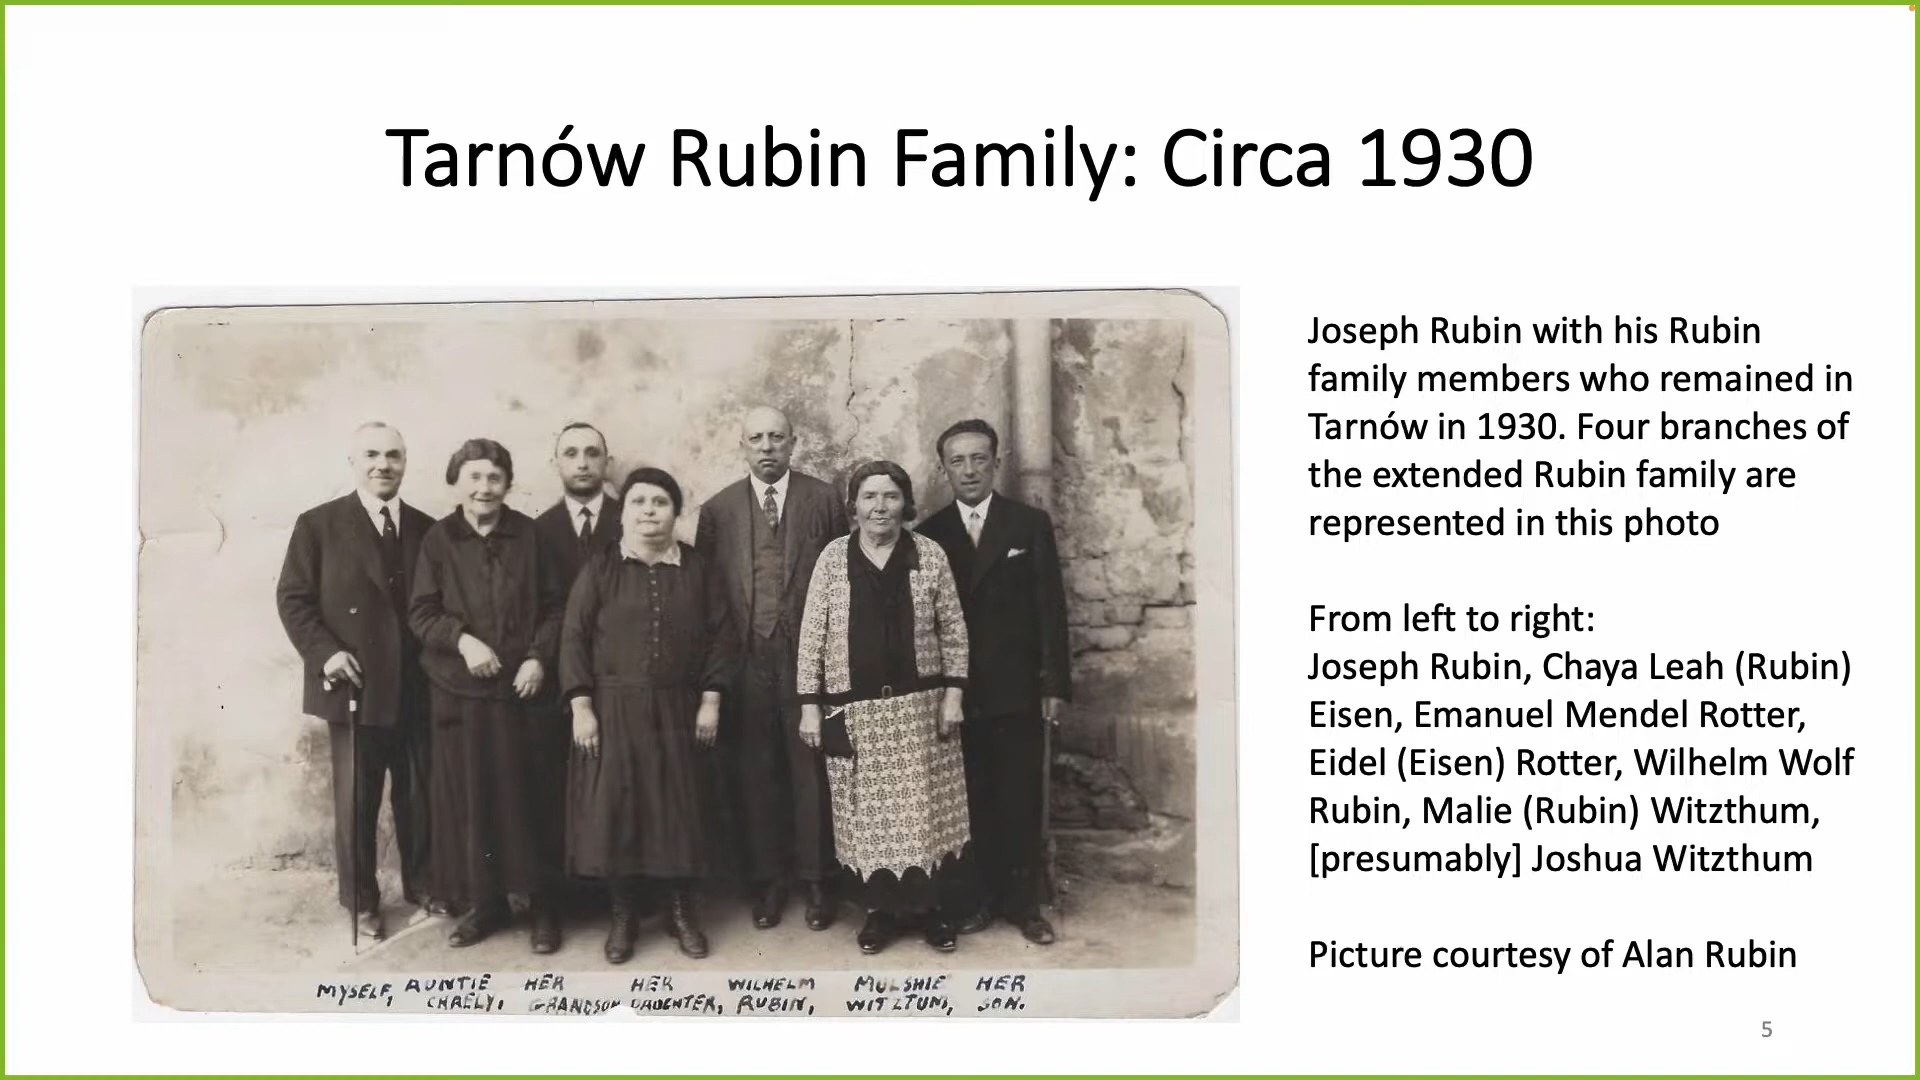 Tarnów Rubin Family: Circa 1930
Joseph Rubin with his Rubin
family members who remained in
Tarnów in 1930. Four branches of
the extended Rubin family are
represented in this photo
From left to right:
Joseph Rubin, Chaya Leah (Rubin)
Eisen, Emanuel Mendel Rotter,
Eidel (Eisen) Rotter, Wilhelm Wolf
Rubin, Malie (Rubin) Witzthum,
[presumably] Joshua Witzthum
Picture courtesy of Alan Rubin
MYSELF, AUNTIE HER HER WILHELM MULSHIE HER
CHAELY, GRANDSON DAUGHTER, RUBIN, WITZTUM, SON.
5